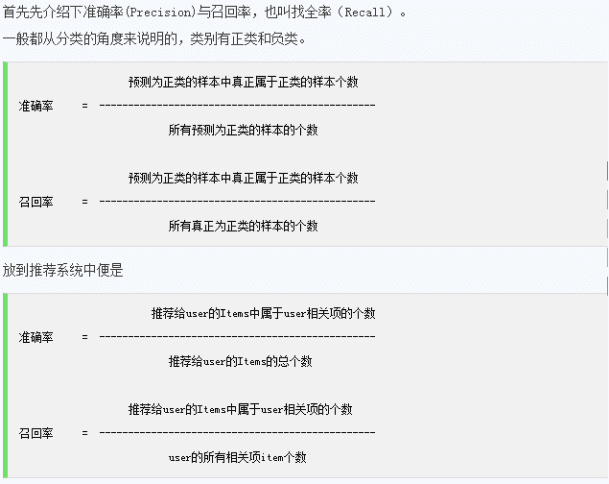 首先先介绍下准确率(Precision)与召回率，也叫找全率（Recall）。
一般都从分类的角度来说明的，类别有正类和负类。
预测为正类的样本中真正属于正类的样本个数
准确率 = ------------------------------------------------
所有预测为正类的样本的个数
预测为正类的样本中真正属于正类的样本个数
召回率 = ------------------------------------------------
所有真正为正类的样本的个数
放到推荐系统中便是
推荐给user的Items中属于user相关项的个数
准确率 = ------------------------------------------------
推荐给user的Items的总个数
推荐给user的Items中属于user相关项的个数
召回率 = ------------------------------------------------
user的所有相关项item个数